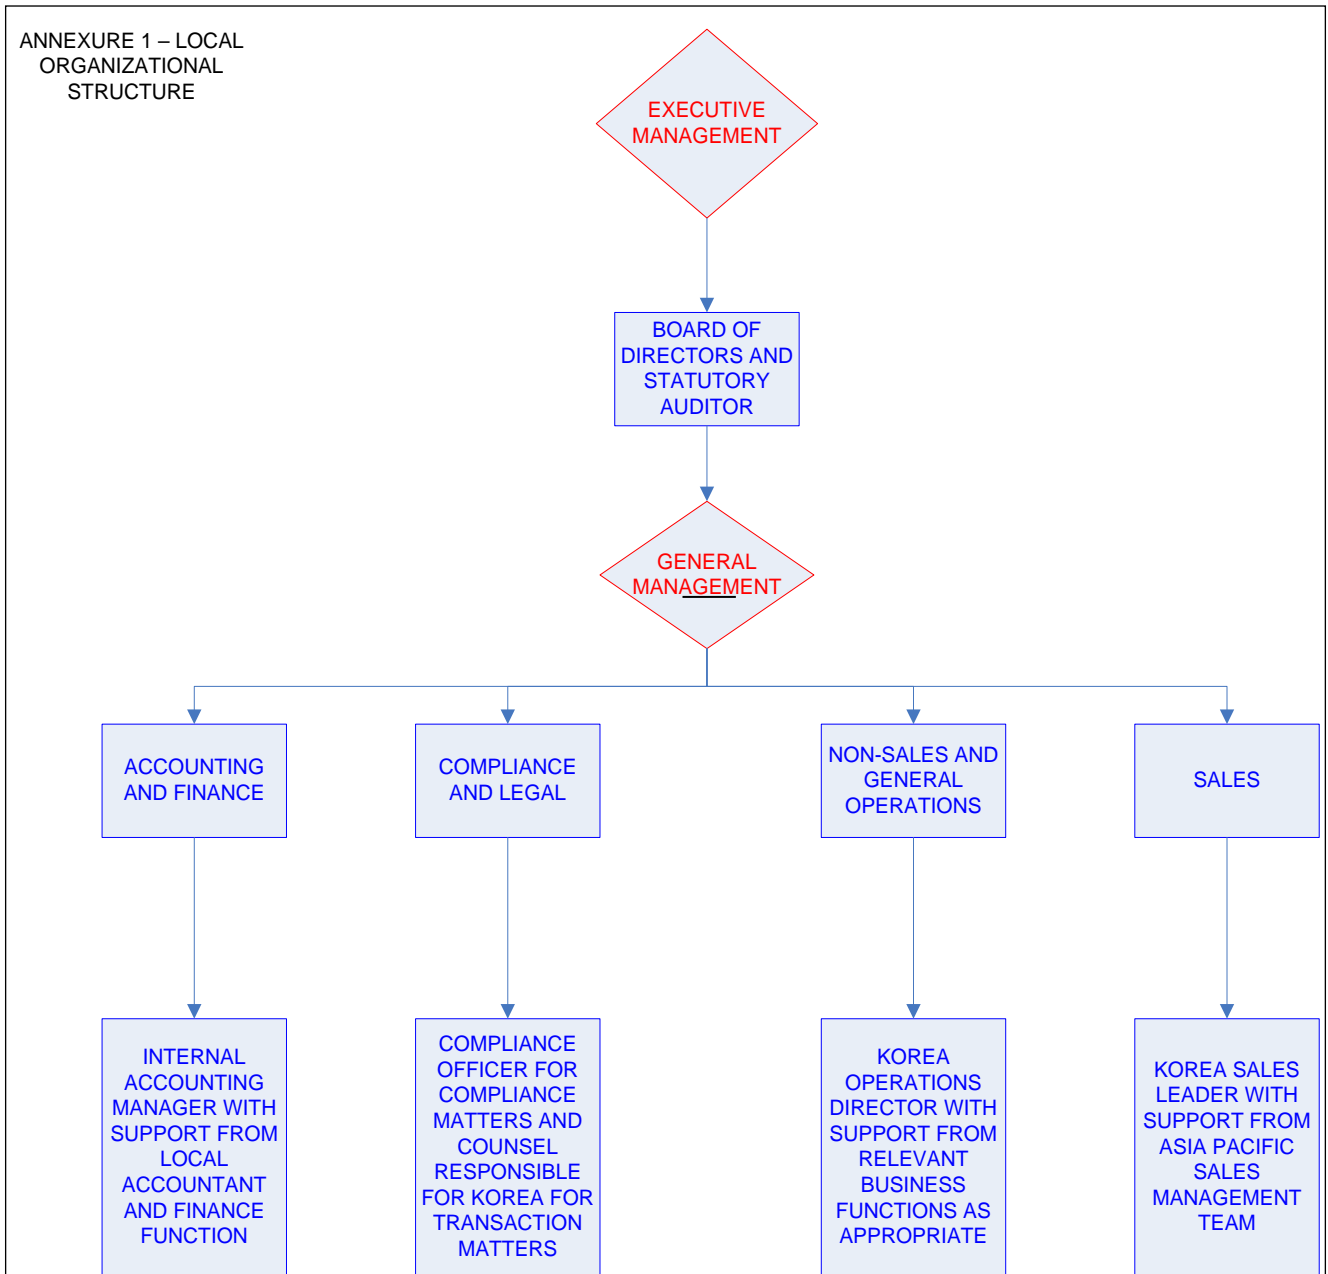 ANNEXURE 1 – LOCAL
ORGANIZATIONAL
STRUCTURE
EXECUTIVE
MANAGEMENT
BOARD OF
DIRECTORS AND
STATUTORY
AUDITOR
GENERAL
MANAGEMENT
ACCOUNTING
AND FINANCE
COMPLIANCE
AND LEGAL
NON-SALES AND
GENERAL
OPERATIONS
SALES
INTERNAL
ACCOUNTING
MANAGER WITH
SUPPORT FROM
LOCAL
ACCOUNTANT
AND FINANCE
FUNCTION
COMPLIANCE
OFFICER FOR
COMPLIANCE
MATTERS AND
COUNSEL
RESPONSIBLE
FOR KOREA FOR
TRANSACTION
MATTERS
KOREA
OPERATIONS
DIRECTOR WITH
SUPPORT FROM
RELEVANT
BUSINESS
FUNCTIONS AS
APPROPRIATE
KOREA SALES
LEADER WITH
SUPPORT FROM
ASIA PACIFIC
SALES
MANAGEMENT
TEAM